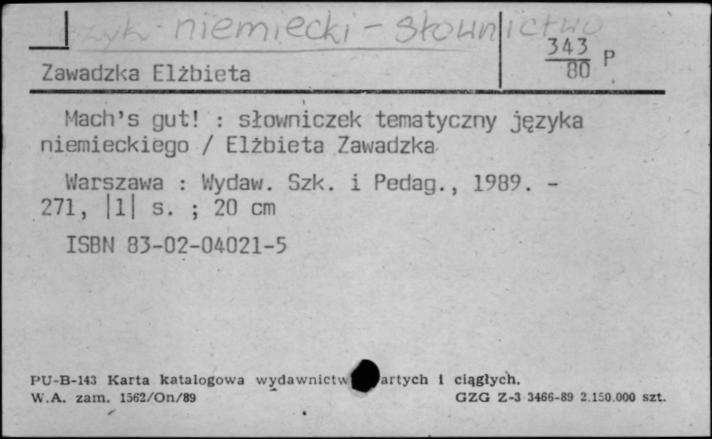 język - niemiecki - słownictwo
343
80 P
Zawadzka Elżbieta
Mach's gut! : słowniczek tematyczny języka
niemieckiego / Elżbieta Zawadzka
Warszawa : Wydaw. Szk. i Pedag., 1989. -
271, |1| s. ; 20 cm
ISBN 83-02-04021-5
PU-B-143 Karta katalogowa wydawnictw artych i ciągłych.
W.A. zam. 1562/On/89 GZG Z-3 3466-89 2.150.000 szt.